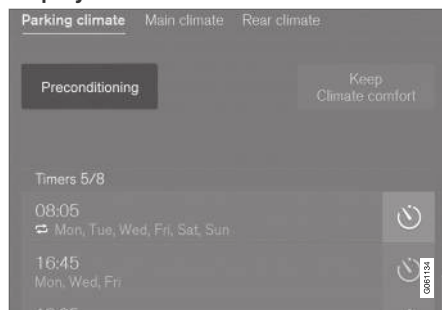 Parking climate Main climate Rear climate
Preconditioning
Keep
Climate comfort
Timers 5/8
08:05
Mon, Tue, Wed, Fri, Sat, Sun
16:45
Mon, Wed, Fri
G061134